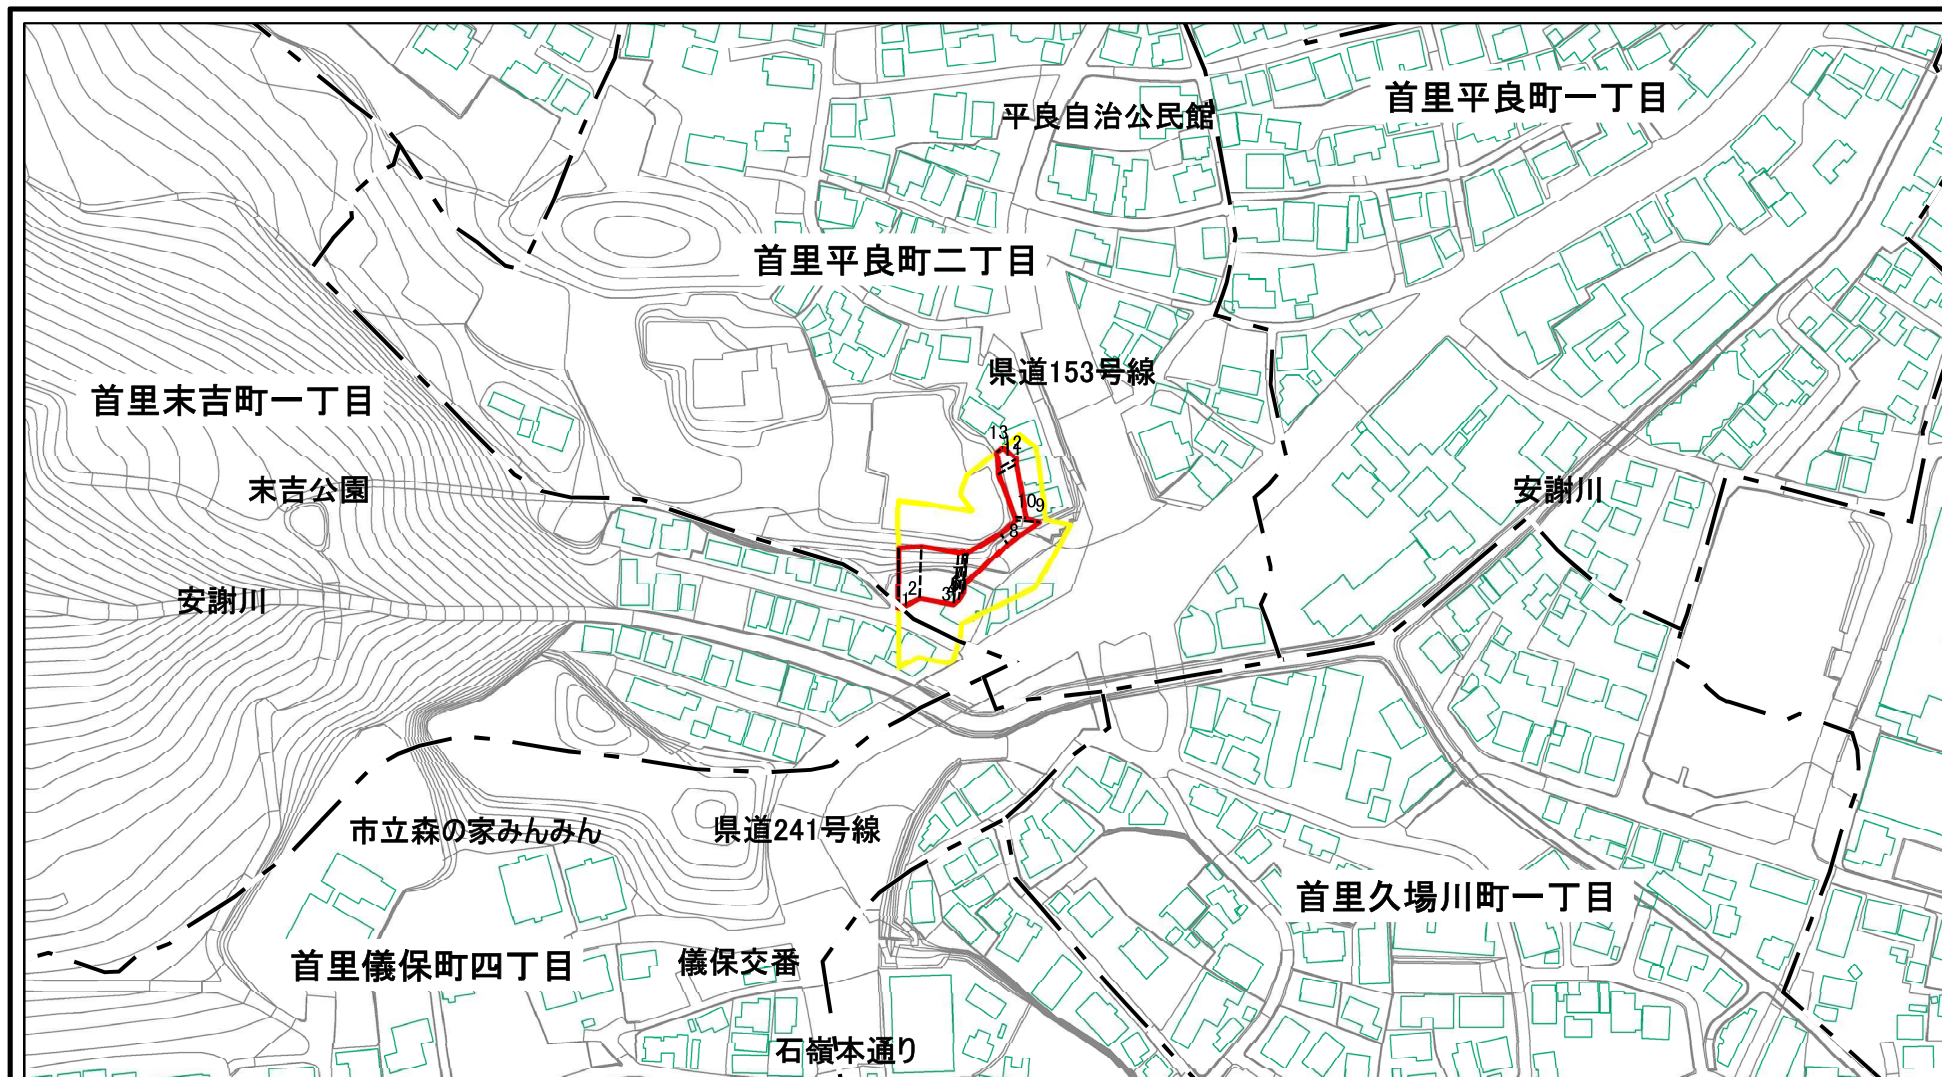 首里平良町一丁目
平良自治公民館
首里平良町二丁目
県道153号線
首里末吉町一丁目
13
12
末吉公園
安謝川
10
9
8
安謝川
2
1
3
市立森の家みんみん
県道241号線
首里久場川町一丁目
首里儀保町四丁目
儀保交番
石嶺本通り